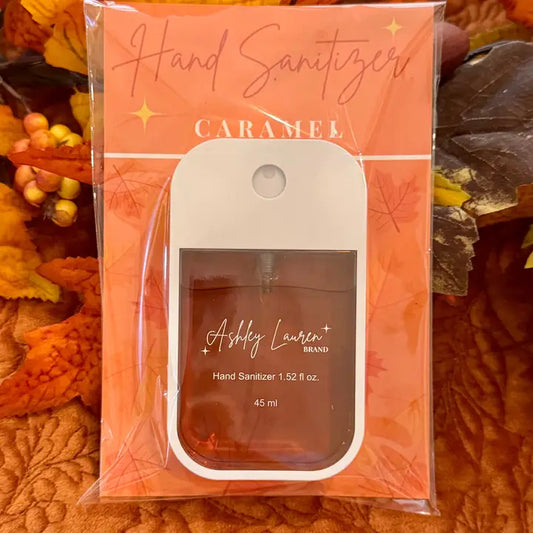 Hand Sanitizer
CARAMEL
Ashley Lauren
BRAND
Hand Sanitizer 1.52 fl oz.
45 ml